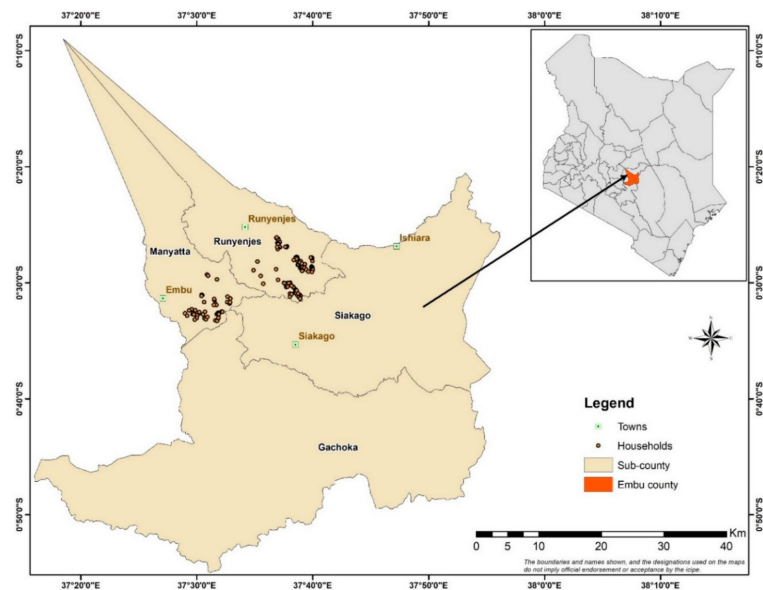 37°20'0"E 37°30'0"E 37°40'0"E 37°50'0"E 38°0'0"E 38°10'0"E
0°10'0"S 0°10'0"S
0°20'0"S 0°20'0"S
Runyenjes
Runyenjes
Ishiara
Manyatta
0°30'0"S 0°30'0"S
Embu
Siakago
Siakago
N
W E
S
0°40'0"S 0°40'0"S
Legend
Towns
Households
Sub-county
Embu county
Gachoka
0°50'0"S 0°50'0"S
Km
0 5 10 20 30 40
The boundaries and names shown, and the designations used on the maps
do not imply official endorsement or acceptance by the icipe.
37°20'0"E 37°30'0"E 37°40'0"E 37°50'0"E 38°0'0"E 38°10'0"E